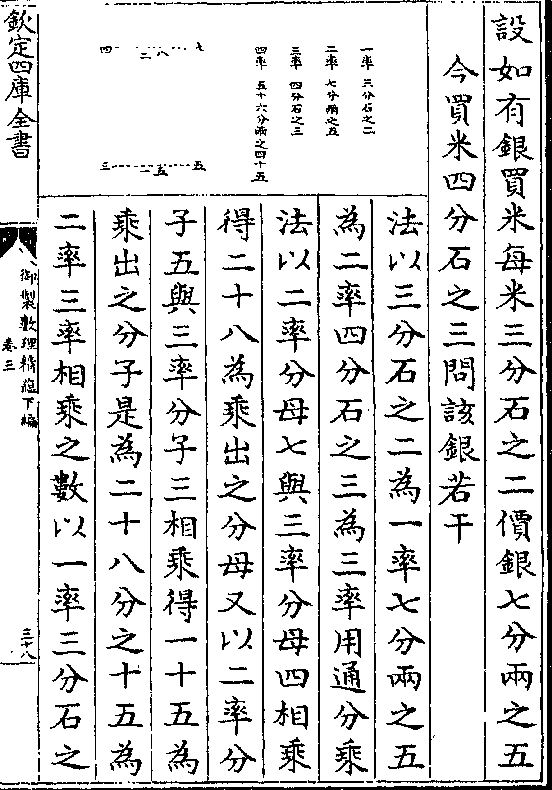 設如有銀買米每米三分石之二價銀七分兩之五
今買米四分石之三問該銀若干
一率 三分石之二
二率 七分兩之五
三率 四分石之三
四率 五十六分兩之四十五
七
二八
四
五
一五
三
法以三分石之二為一率七分兩之五
為二率四分石之三為三率用通分乘
法以二率分母七與三率分母四相乘
得二十八為乘出之分母又以二率分
子五與三率分子三相乘得一十五為
乘出之分子是為二十八分之十五為
二率三率相乘之數以一率三分石之
欽定四庫全書
御製數理精蘊下編
卷三
三十八